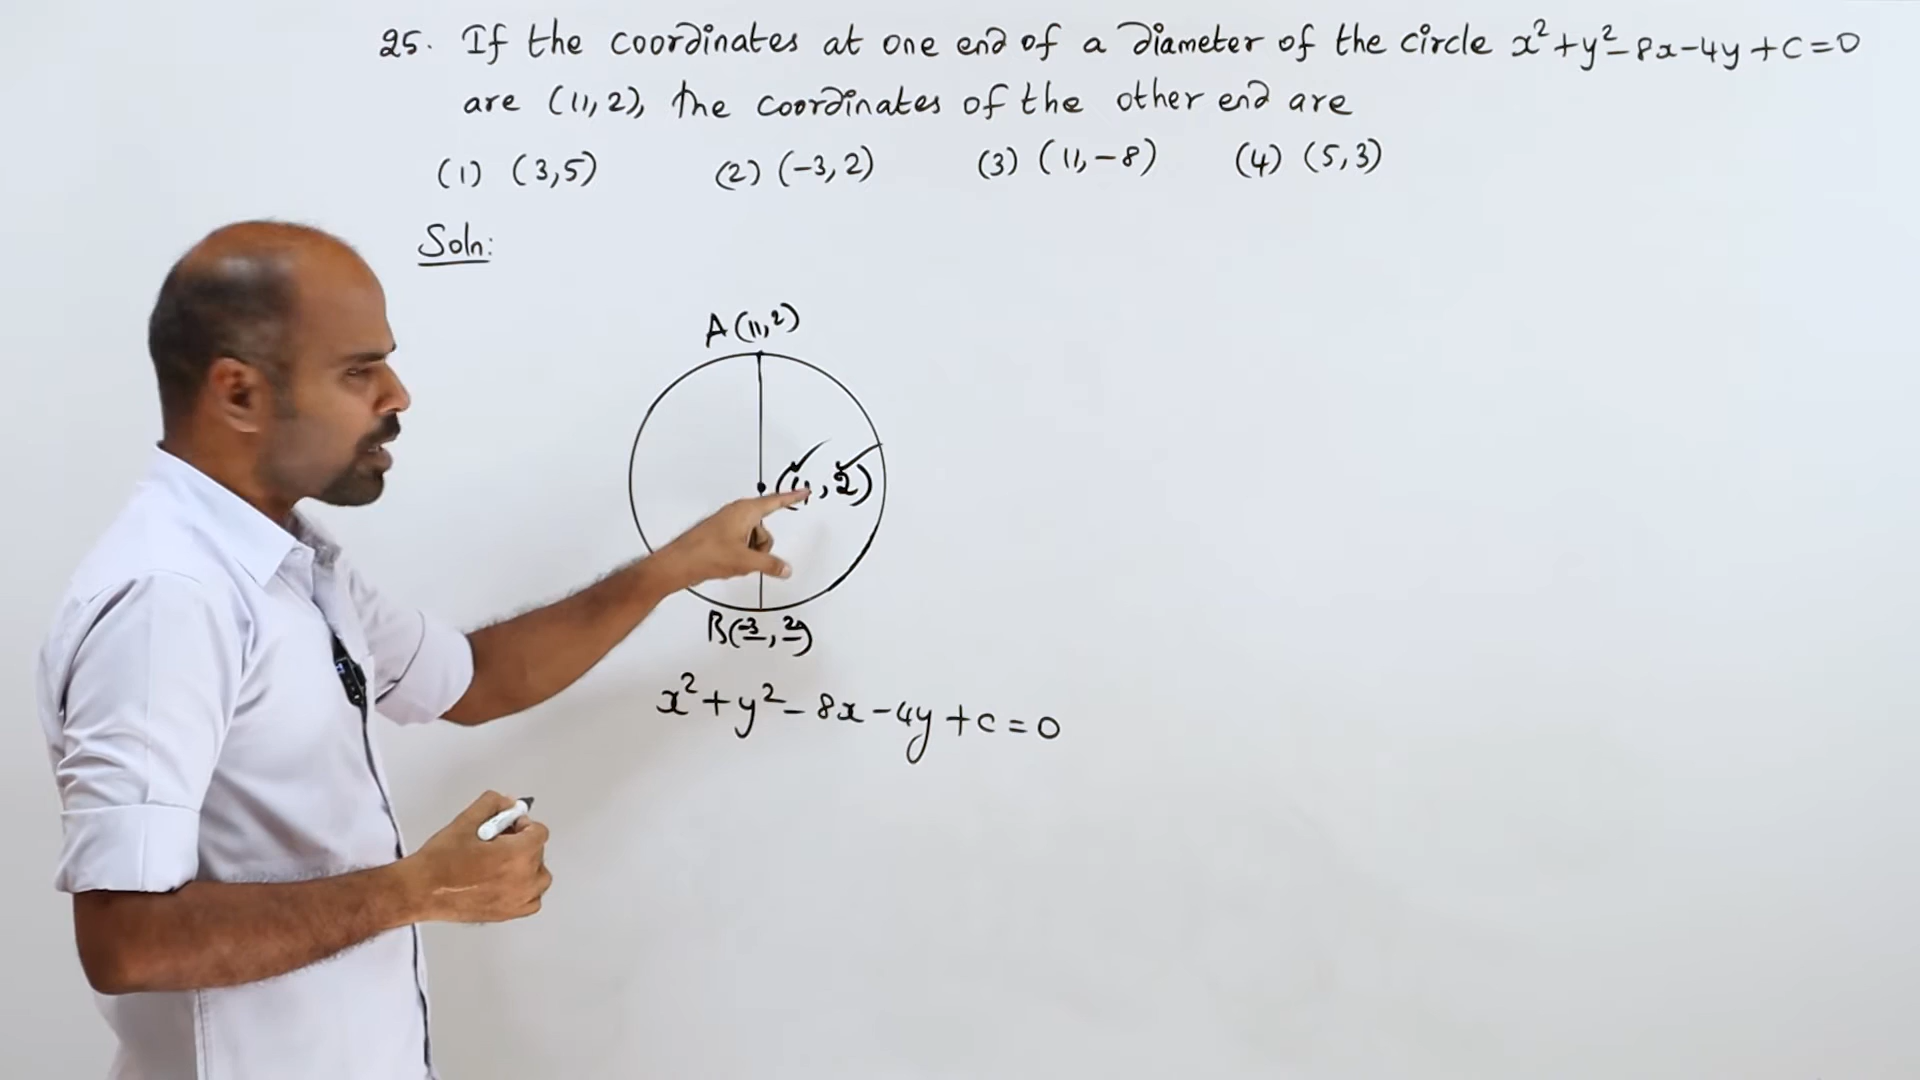 25. If the coordinates at one end of a diameter of the circle x²+y²-8x-4y+c=0
are (11,2), the coordinates of the other end are
(1) (3,5) (2) (-3,2) (3) (11,-8) (4) (5,3)
Soln:
A(11,2)
(4,2)
B(-3,2)
x²+y²-8x-4y+c=0